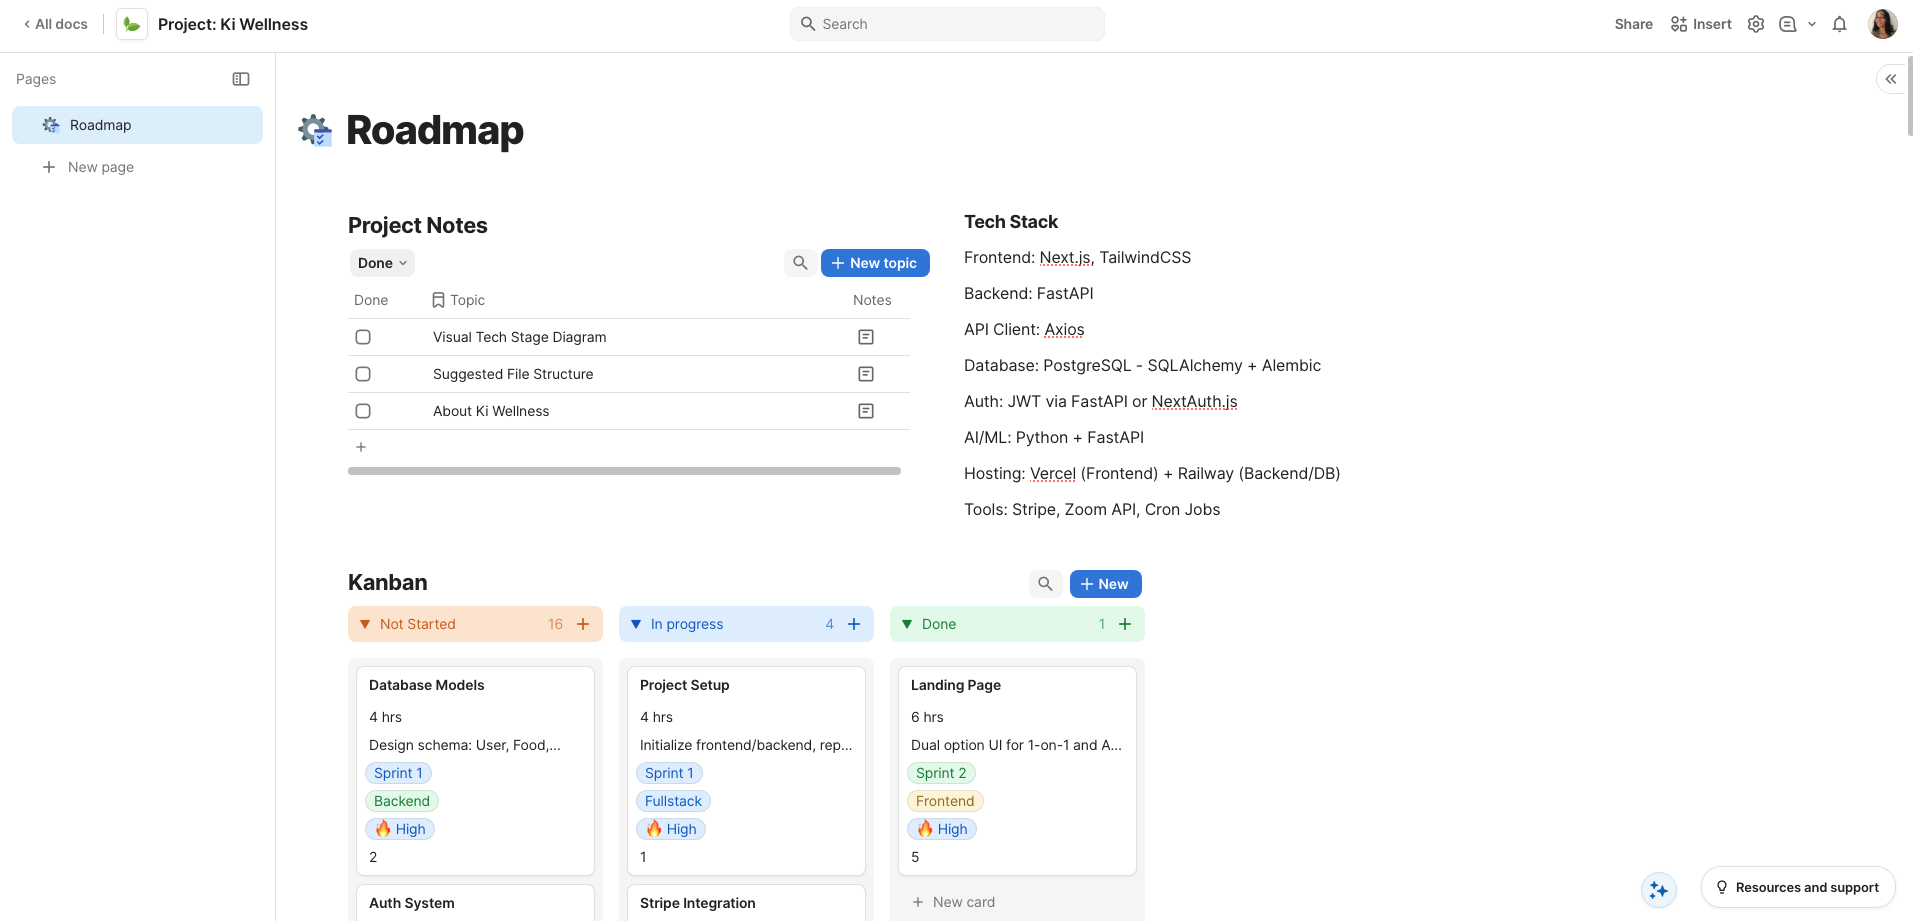 All docs
Project: Ki Wellness
Search
Share
Insert
Pages
Roadmap
New page
Roadmap
Project Notes
Done
New topic
Done Topic Notes
Visual Tech Stage Diagram
Suggested File Structure
About Ki Wellness
Tech Stack
Frontend: Next.js, TailwindCSS
Backend: FastAPI
API Client: Axios
Database: PostgreSQL - SQLAlchemy + Alembic
Auth: JWT via FastAPI or NextAuth.js
AI/ML: Python + FastAPI
Hosting: Vercel (Frontend) + Railway (Backend/DB)
Tools: Stripe, Zoom API, Cron Jobs
Kanban
New
Not Started 16
Database Models
4 hrs
Design schema: User, Food,...
Sprint 1
Backend
🔥 High
2
Auth System
In progress 4
Project Setup
4 hrs
Initialize frontend/backend, rep...
Sprint 1
Fullstack
🔥 High
1
Stripe Integration
Done 1
Landing Page
6 hrs
Dual option UI for 1-on-1 and A...
Sprint 2
Frontend
🔥 High
5
New card
Resources and support